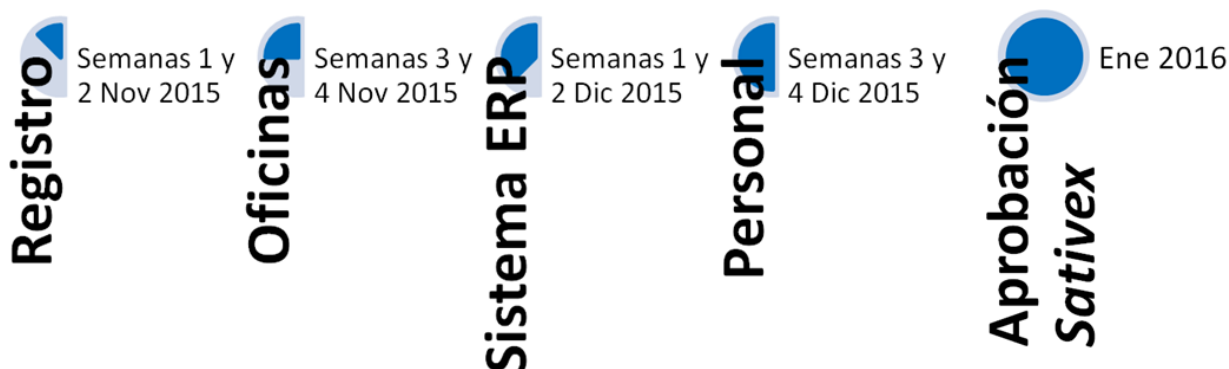 Registro
Semanas 1 y
2 Nov 2015
Oficinas
Semanas 3 y
4 Nov 2015
Sistema ERP
Semanas 1 y
2 Dic 2015
Personal
Semanas 3 y
4 Dic 2015
Aprobación
Sativex
Ene 2016